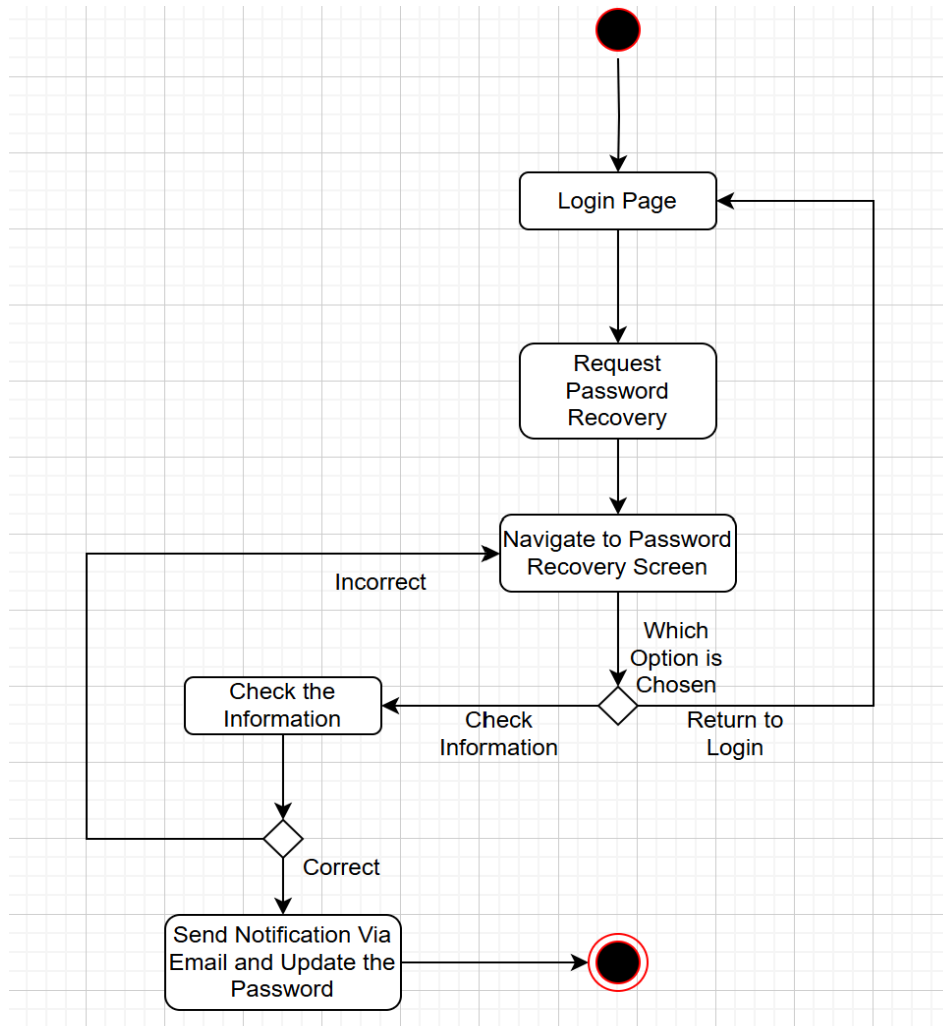 Login Page
Request
Password
Recovery
Navigate to Password
Recovery Screen
Incorrect
Which
Option is
Chosen
Check the
Information
Check
Information
Return to
Login
Correct
Send Notification Via
Email and Update the
Password